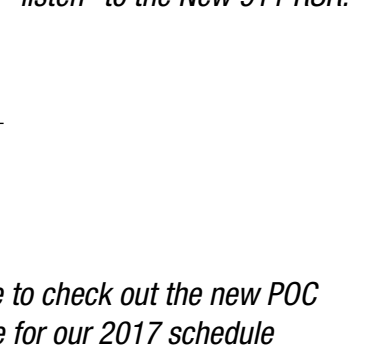 listen" to the New 911 RSR.
to check out the new POC
for our 2017 schedule